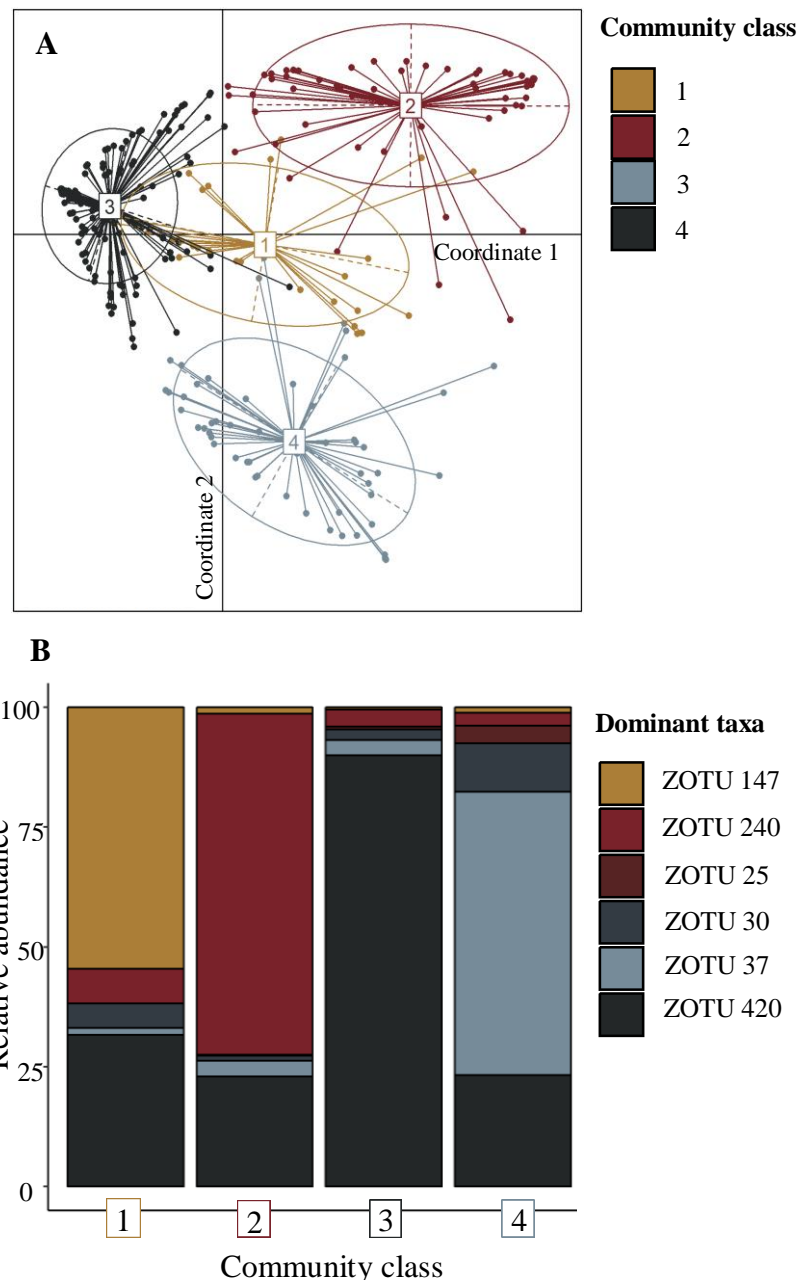 A
Community class
1
2
3
4
2
3
1
4
Coordinate 1
Coordinate 2
B
100
75
50
25
0
Relative abundance
1
2
3
4
Community class
Dominant taxa
ZOTU 147
ZOTU 240
ZOTU 25
ZOTU 30
ZOTU 37
ZOTU 420